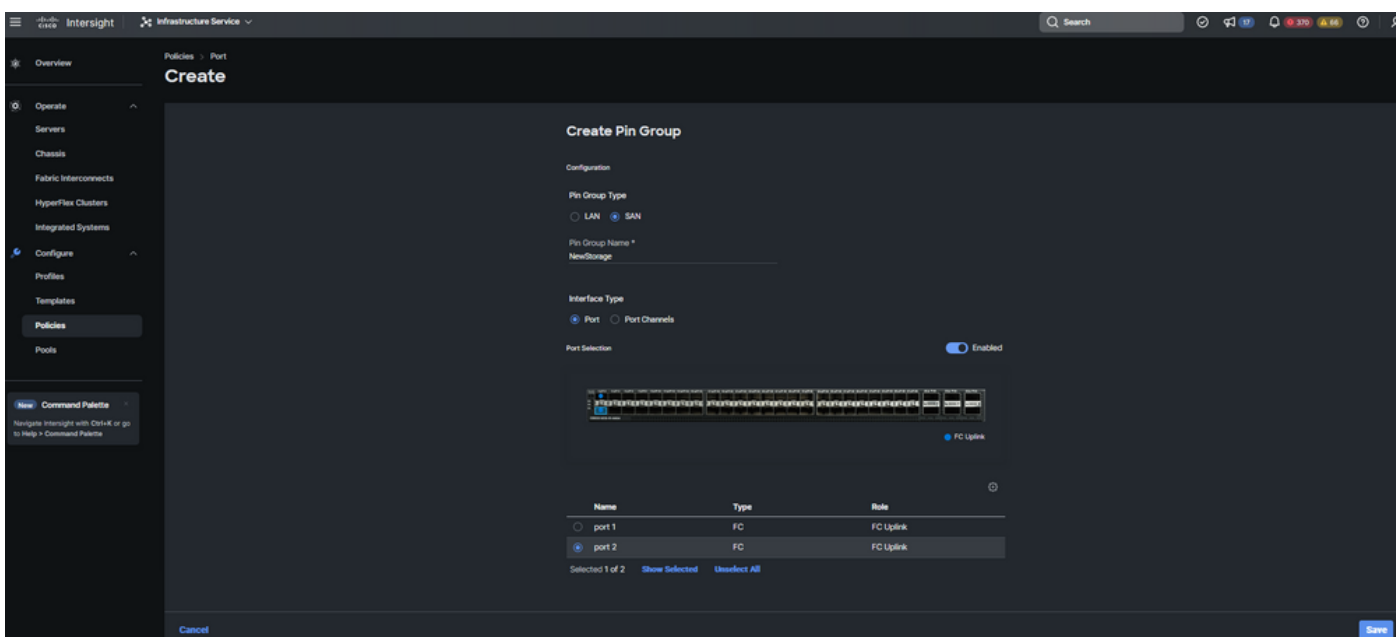 CISCO Intersight Infrastructure Service Search 17 370 66
Overview
Operate
Servers
Chassis
Fabric Interconnects
HyperFlex Clusters
Integrated Systems
Configure
Profiles
Templates
Policies
Pools
New Command Palette
Navigate Intersight with Ctrl+K or go
to Help > Command Palette
Policies > Port
Create
Create Pin Group
Configuration
Pin Group Type
LAN SAN
Pin Group Name *
NewStorage
Interface Type
Port Port Channels
Port Selection Enabled
FC Uplink
Name Type Role
port 1 FC FC Uplink
port 2 FC FC Uplink
Selected 1 of 2 Show Selected Unselect All
Cancel Save